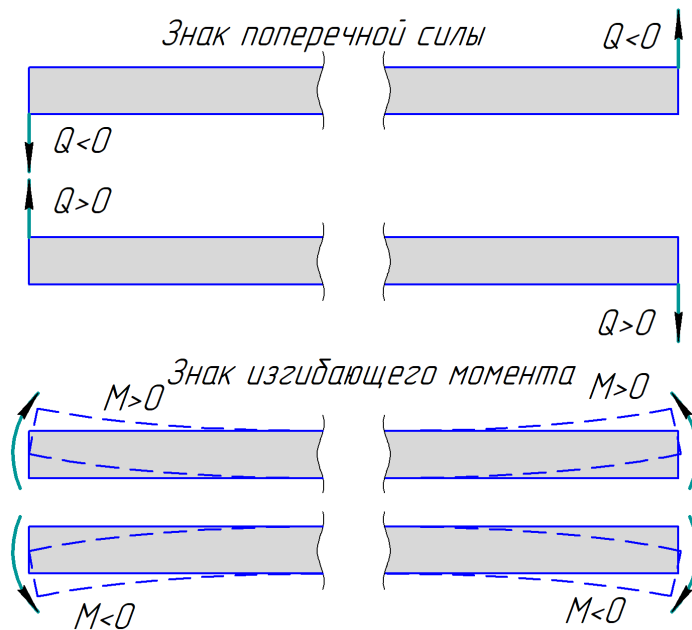 Знак поперечной силы
Q<0
Q<0
Q>0
Q>0
Знак изгибающего момента
M>0
M>0
M<0
M<0